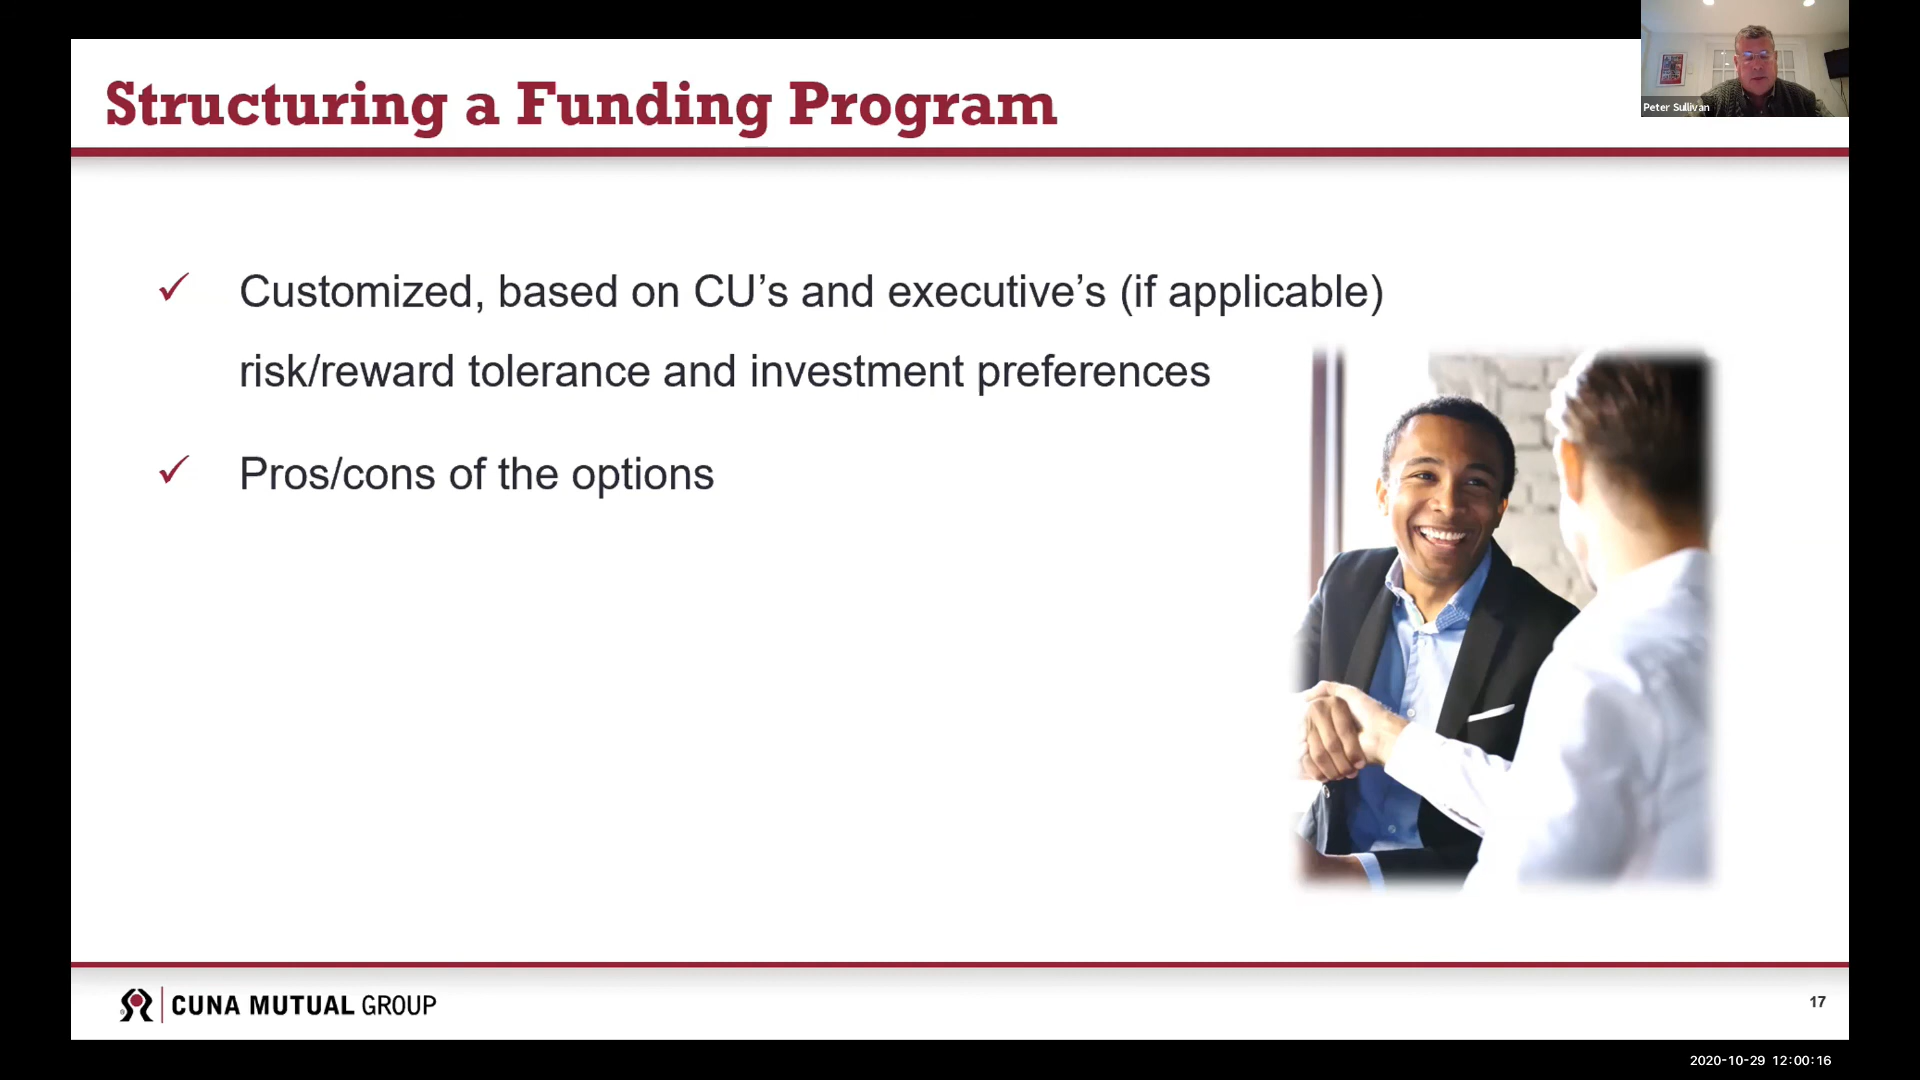 Structuring a Funding Program
Peter Sullivan
✓ Customized, based on CU’s and executive’s (if applicable)
risk/reward tolerance and investment preferences
✓ Pros/cons of the options
CUNA MUTUAL GROUP
17
2020-10-29 12:00:16